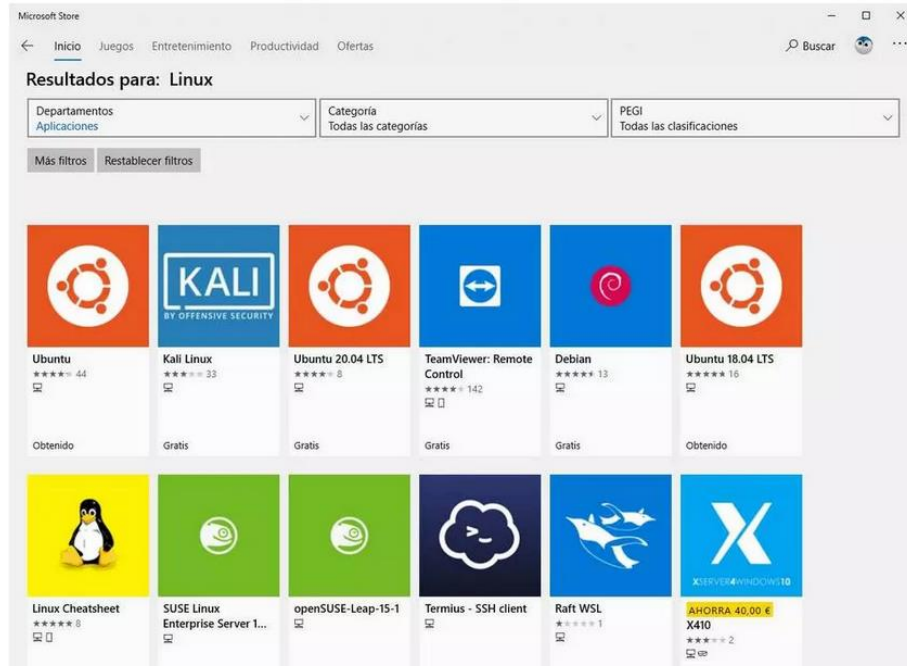 Microsoft Store
Inicio Juegos Entretenimiento Productividad Ofertas Buscar
Resultados para: Linux
Departamentos
Aplicaciones
Categoría
Todas las categorías
PEGI
Todas las clasificaciones
Más filtros Restablecer filtros
KALI
BY OFFENSIVE SECURITY
Ubuntu
44
Obtenido
Kali Linux
33
Gratis
Ubuntu 20.04 LTS
8
Gratis
TeamViewer: Remote
Control
142
Gratis
Debian
13
Gratis
Ubuntu 18.04 LTS
16
Obtenido
Linux Cheatsheet
8
SUSE Linux
Enterprise Server 1...
openSUSE-Leap-15-1
Termius - SSH client
Raft WSL
1
X
XSERVER4WINDOWS10
AHORRA 40,00 €
X410
2